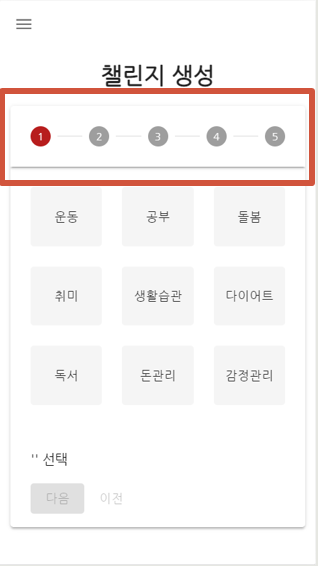 챌린지 생성
1 2 3 4 5
운동 공부 돌봄
취미 생활습관 다이어트
독서 돈관리 감정관리
'' 선택
다음 이전